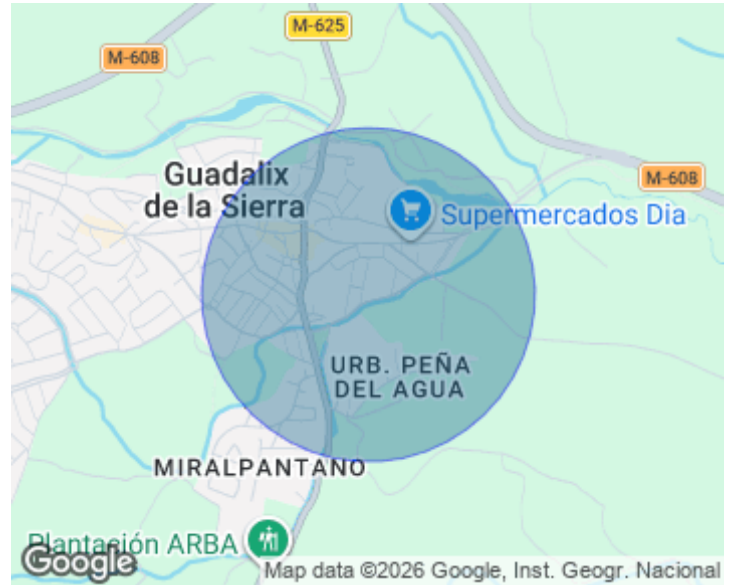 M-625
M-608
Guadalix
de la Sierra
M-608
Supermercados Dia
URB. PEÑA
DEL AGUA
MIRALPANTANO
Plantación ARBA
Google
Map data ©2026 Google, Inst. Geogr. Nacional